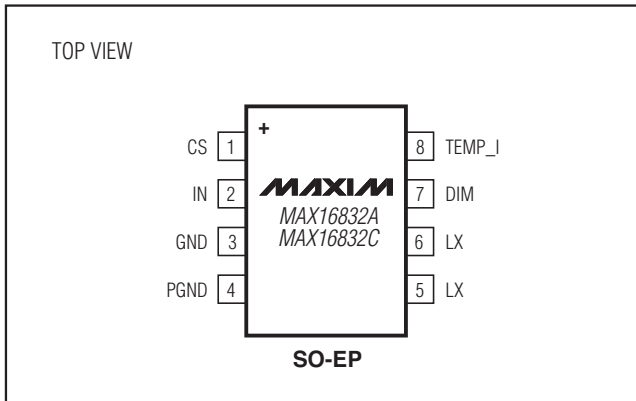 TOP VIEW
CS 1
+
8 TEMP_I
IN 2
MAXIM
7 DIM
MAX16832A
GND 3
MAX16832C
6 LX
PGND 4
5 LX
SO-EP